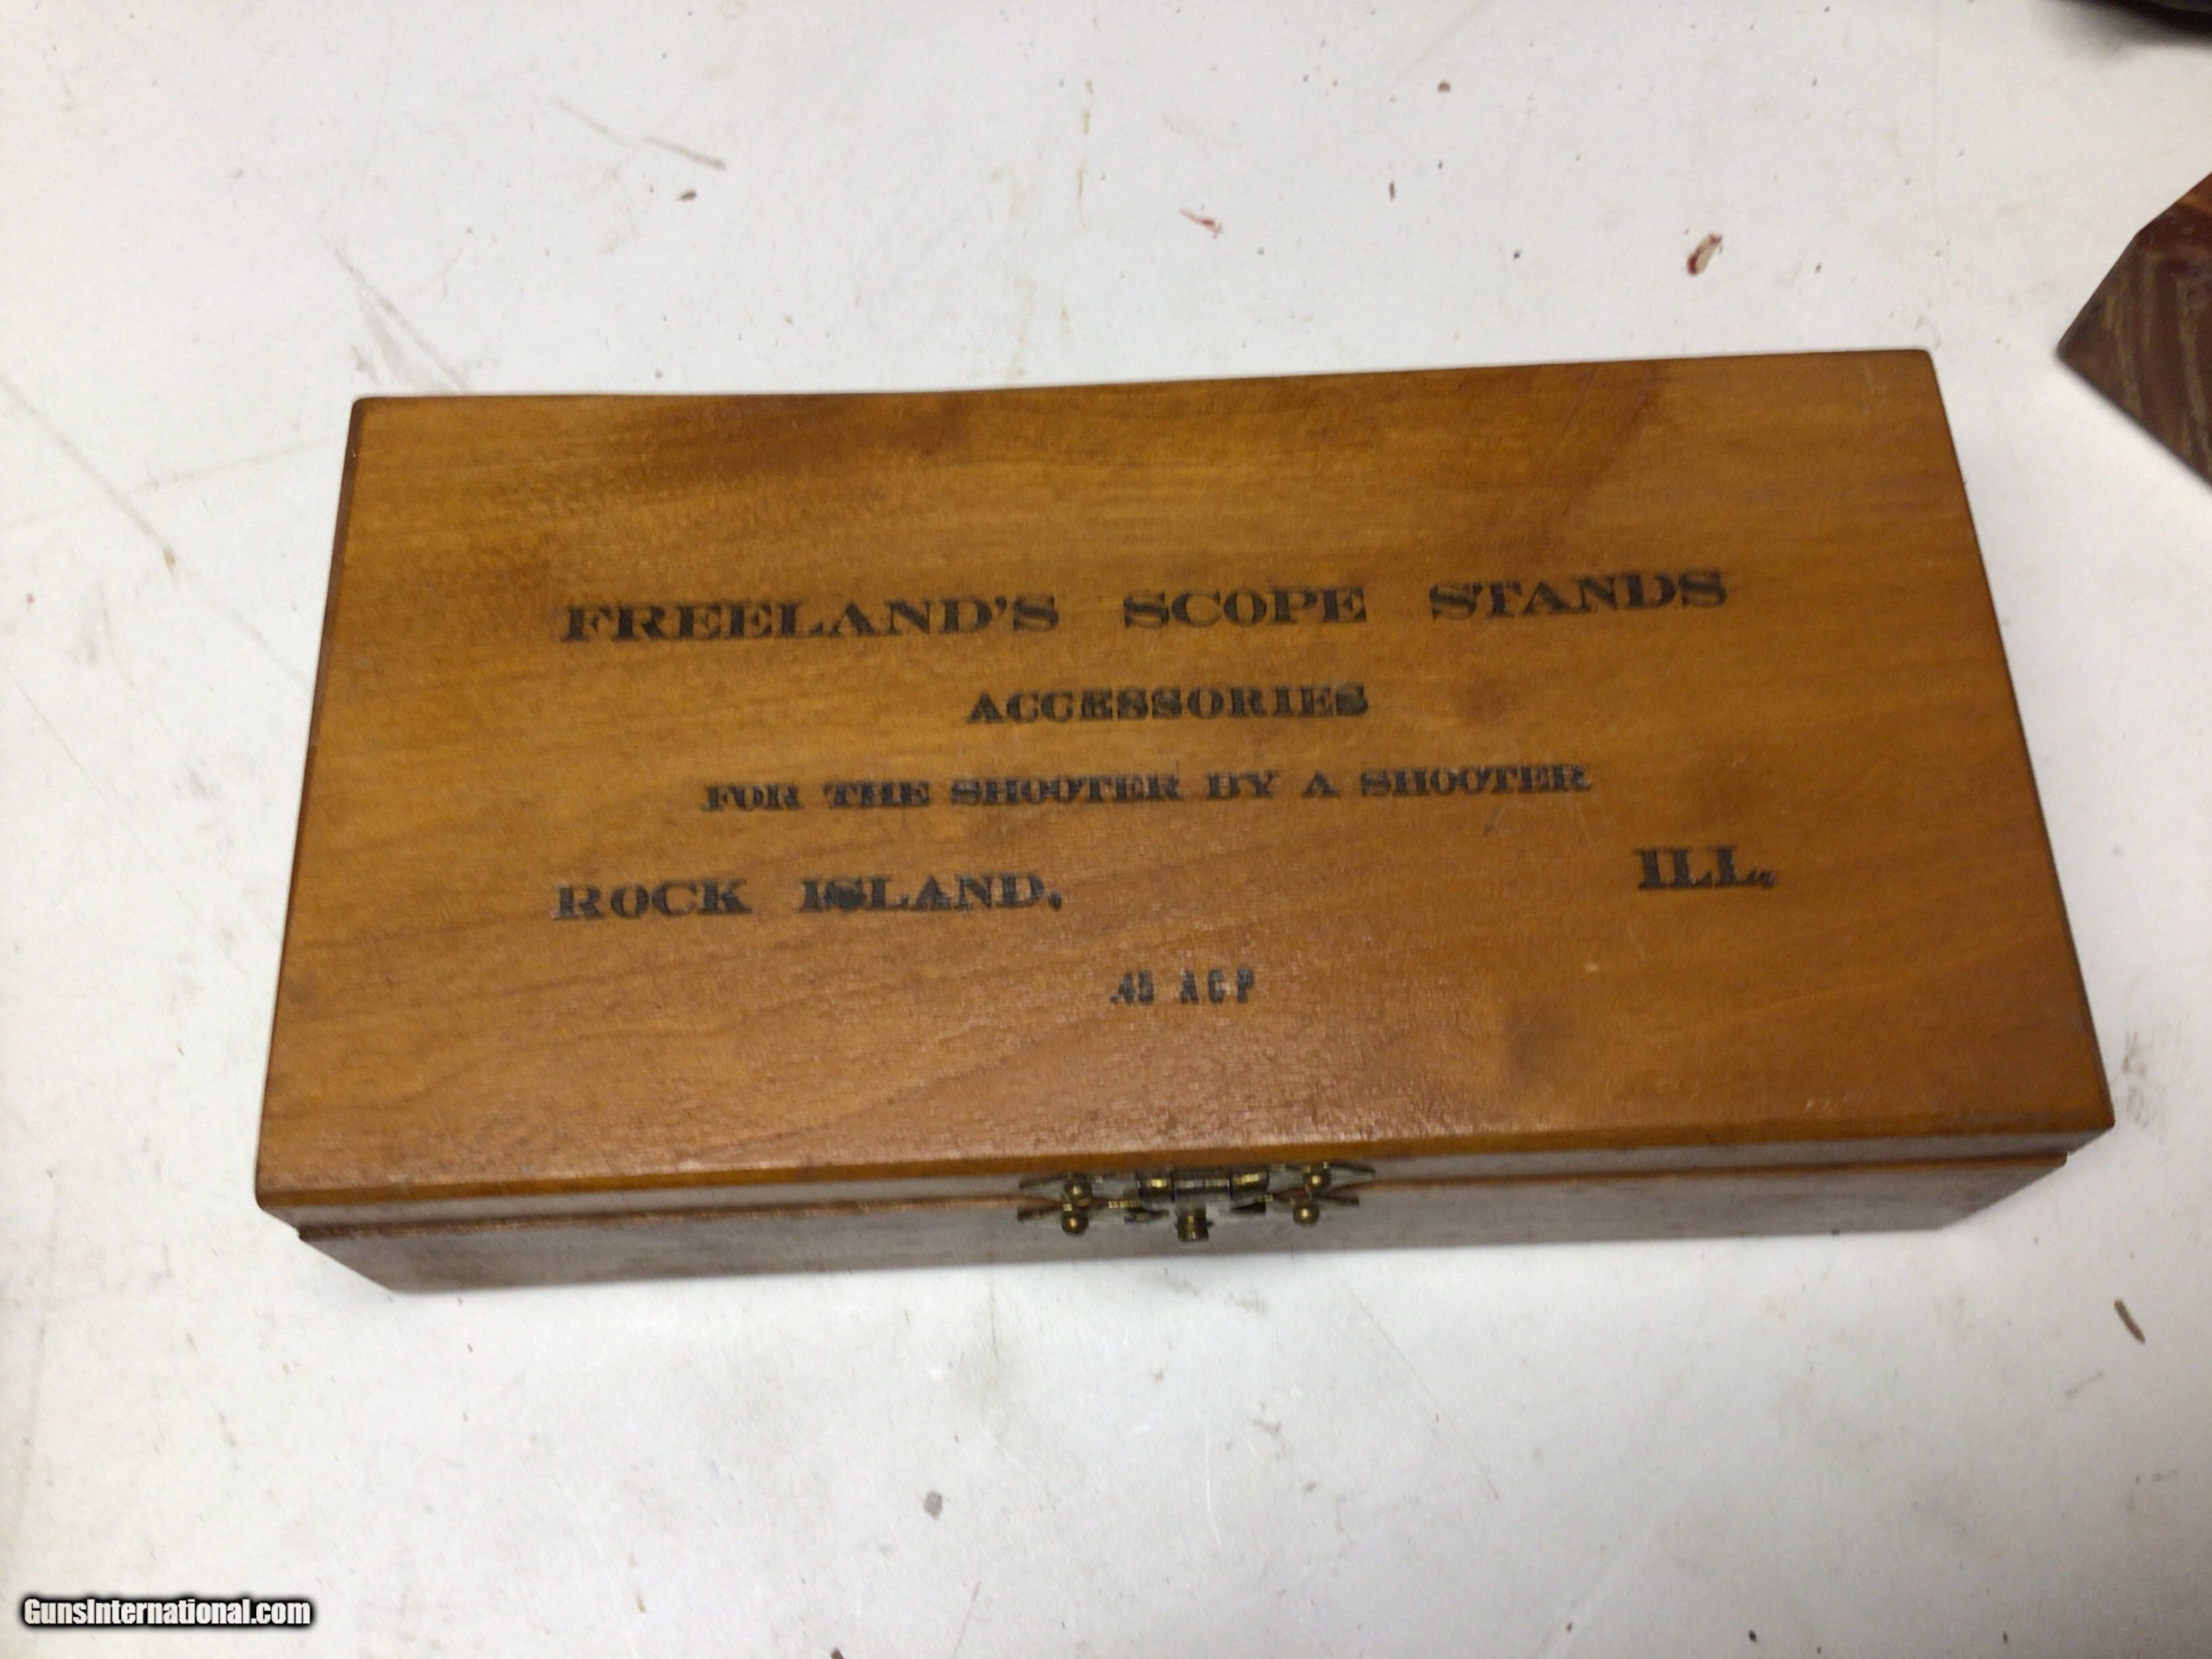 FREELAND'S SCOPE STANDS
ACCESSORIES
FOR THE SHOOTER BY A SHOOTER
ROCK ISLAND, ILL.
.45 ACP
GunsInternational.com